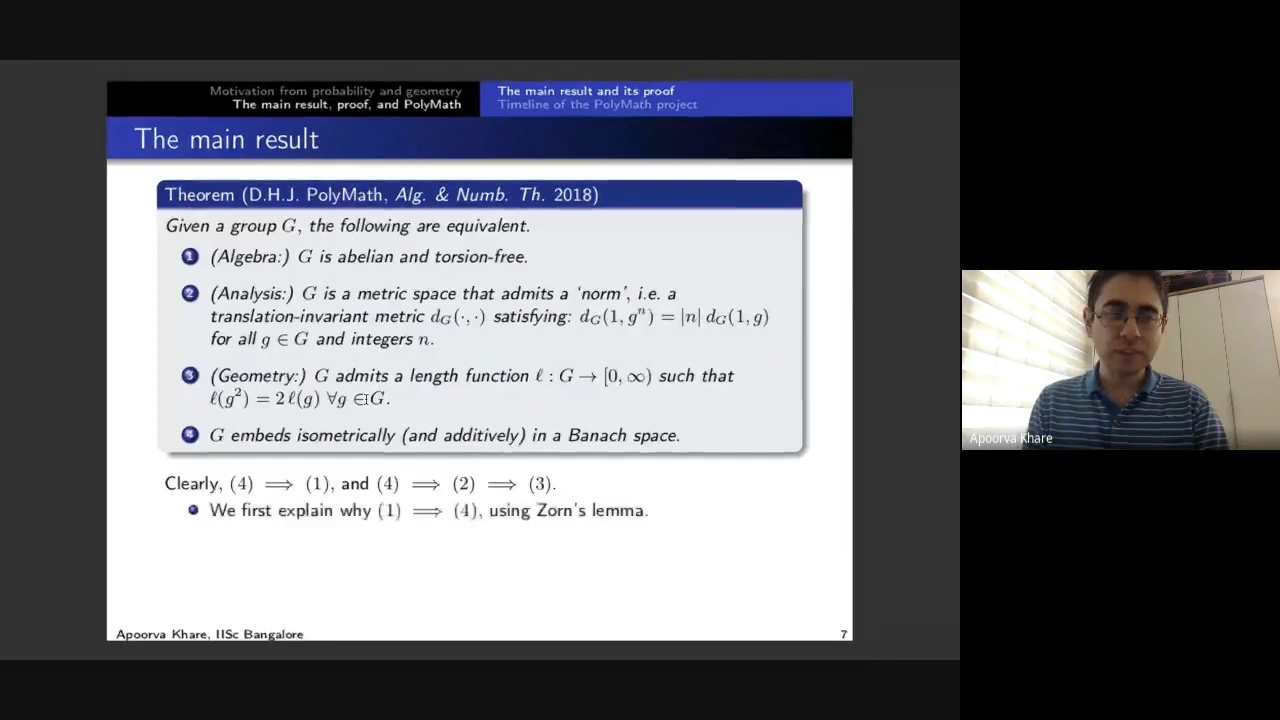 Motivation from probability and geometry
The main result, proof, and PolyMath
The main result and its proof
Timeline of the PolyMath project
The main result
Theorem (D.H.J. PolyMath, Alg. & Numb. Th. 2018)
Given a group G, the following are equivalent.
1 (Algebra:) G is abelian and torsion-free.
2 (Analysis:) G is a metric space that admits a ‘norm’, i.e. a
translation-invariant metric d_G(·,·) satisfying: d_G(1, g^n) = |n| d_G(1, g)
for all g ∈ G and integers n.
3 (Geometry:) G admits a length function ℓ : G → [0, ∞) such that
ℓ(g²) = 2 ℓ(g) ∀g ∈ G.
4 G embeds isometrically (and additively) in a Banach space.
Clearly, (4) ⟹ (1), and (4) ⟹ (2) ⟹ (3).
We first explain why (1) ⟹ (4), using Zorn's lemma.
Apoorva Khare, IISc Bangalore
7
Apoorva Khare